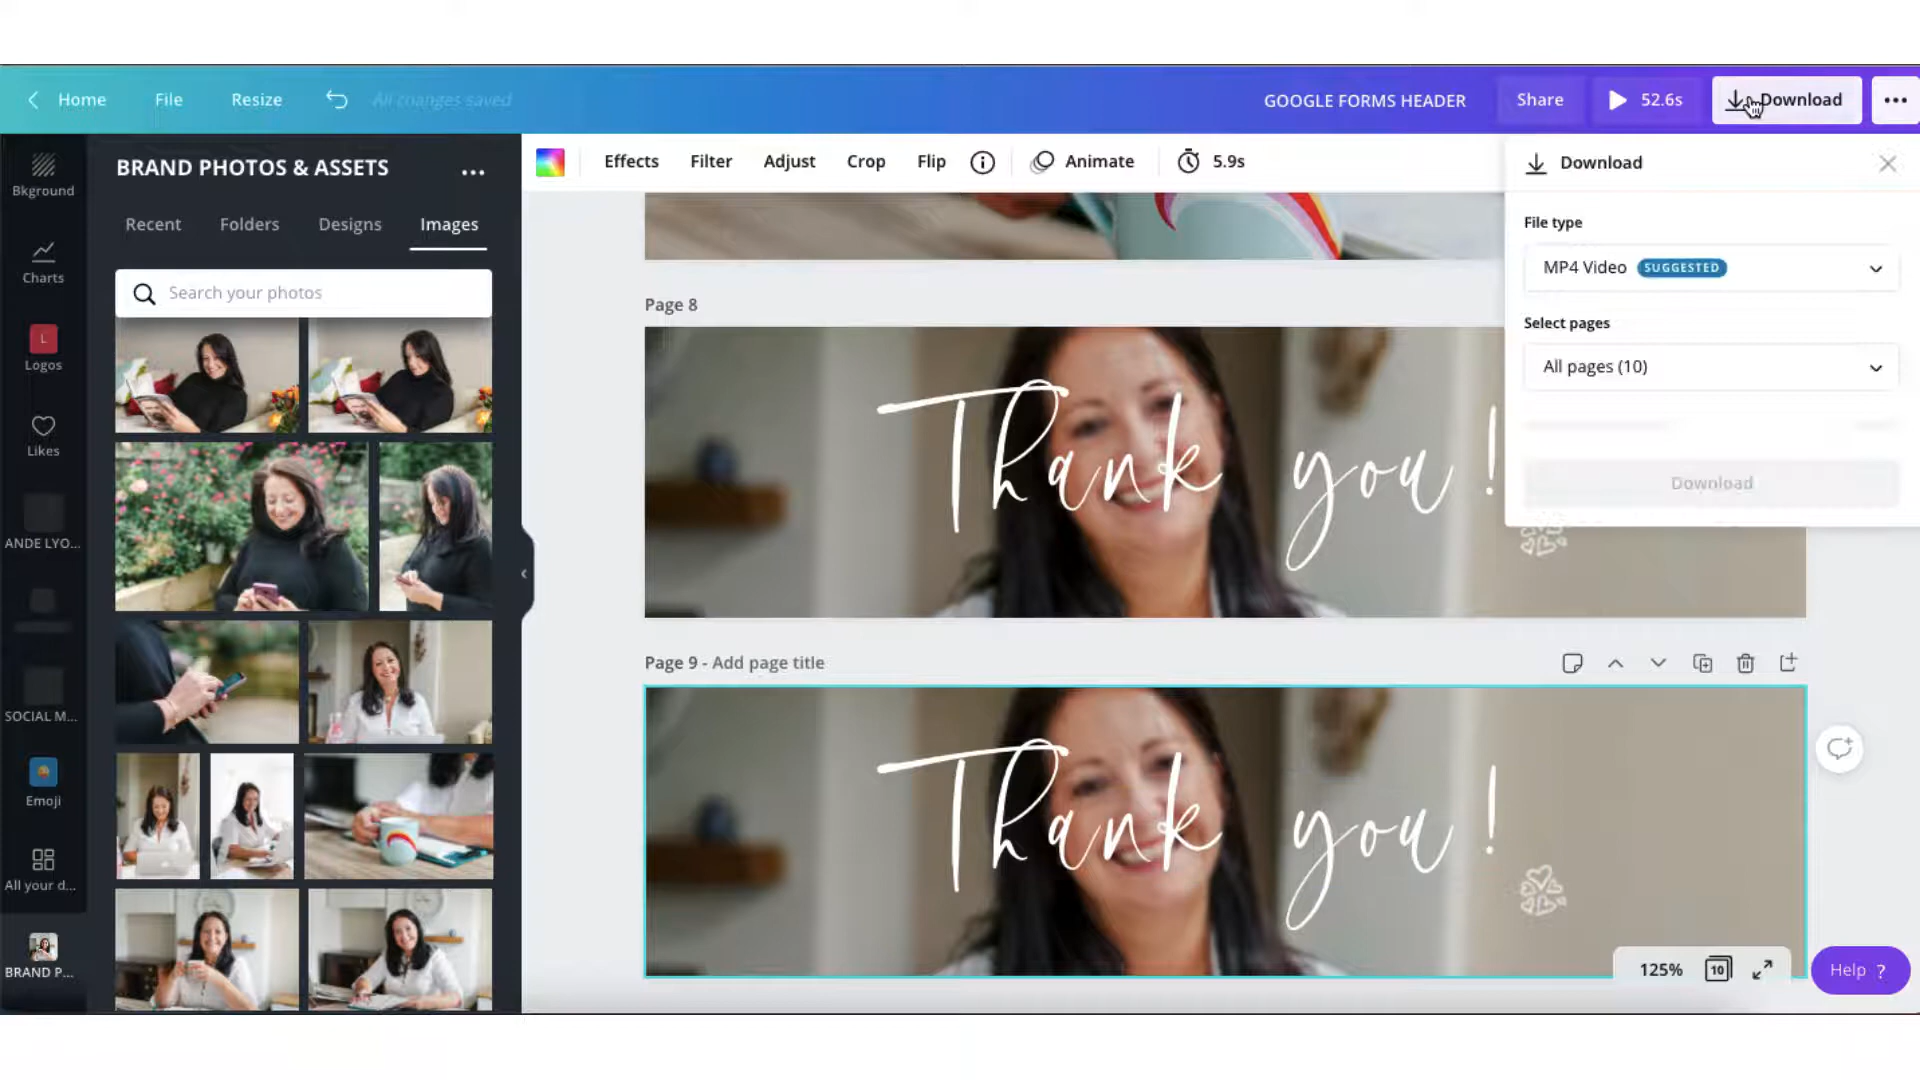 Home
File
Resize
All changes saved
GOOGLE FORMS HEADER
Share
52.6s
Download
Bkground
Charts
L
Logos
Likes
ANDE LYO...
SOCIAL M...
Emoji
All your d...
BRAND P...
BRAND PHOTOS & ASSETS
Recent
Folders
Designs
Images
Search your photos
Effects
Filter
Adjust
Crop
Flip
Animate
5.9s
Page 8
Thank you!
Page 9 - Add page title
Thank you!
Download
File type
MP4 Video SUGGESTED
Select pages
All pages (10)
Download
125%
10
Help ?